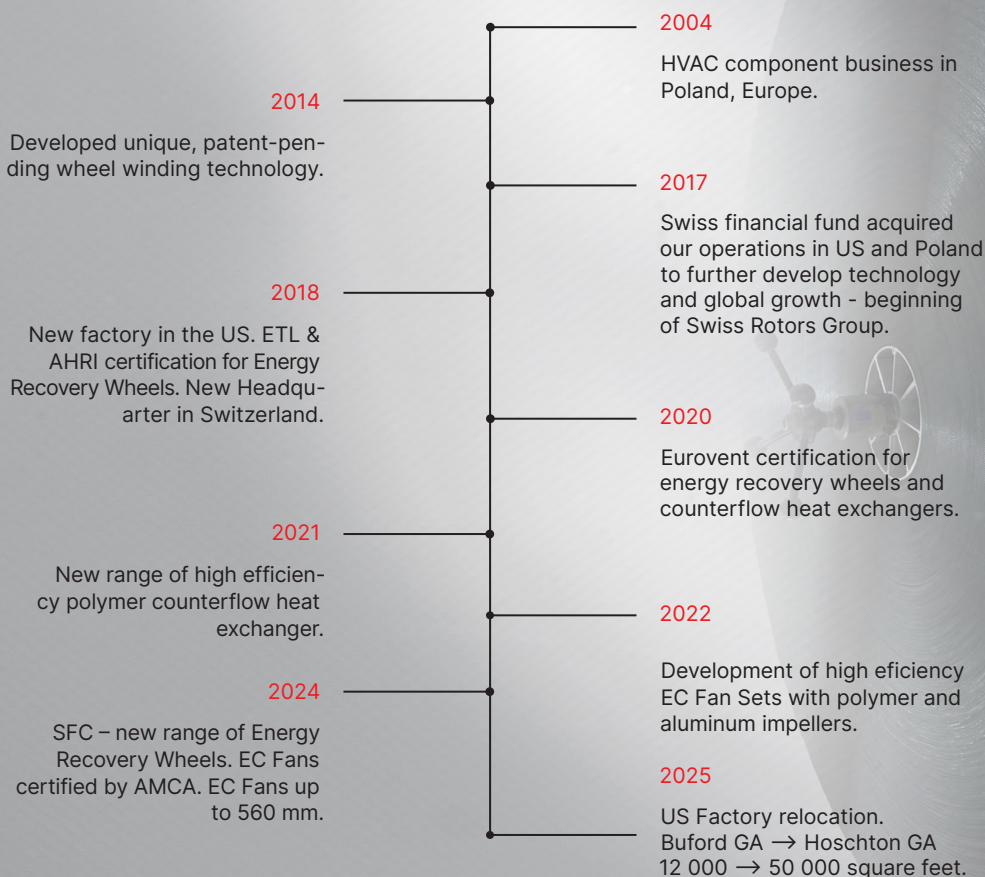 2004
HVAC component business in
Poland, Europe.
2014
Developed unique, patent-pen-
ding wheel winding technology.
2017
Swiss financial fund acquired
our operations in US and Poland
to further develop technology
and global growth - beginning
of Swiss Rotors Group.
2018
New factory in the US. ETL &
AHRI certification for Energy
Recovery Wheels. New Headqu-
arter in Switzerland.
2020
Eurovent certification for
energy recovery wheels and
counterflow heat exchangers.
2021
New range of high efficien-
cy polymer counterflow heat
exchanger.
2022
Development of high eficiency
EC Fan Sets with polymer and
aluminum impellers.
2024
SFC – new range of Energy
Recovery Wheels. EC Fans
certified by AMCA. EC Fans up
to 560 mm.
2025
US Factory relocation.
Buford GA → Hoschton GA
12 000 → 50 000 square feet.